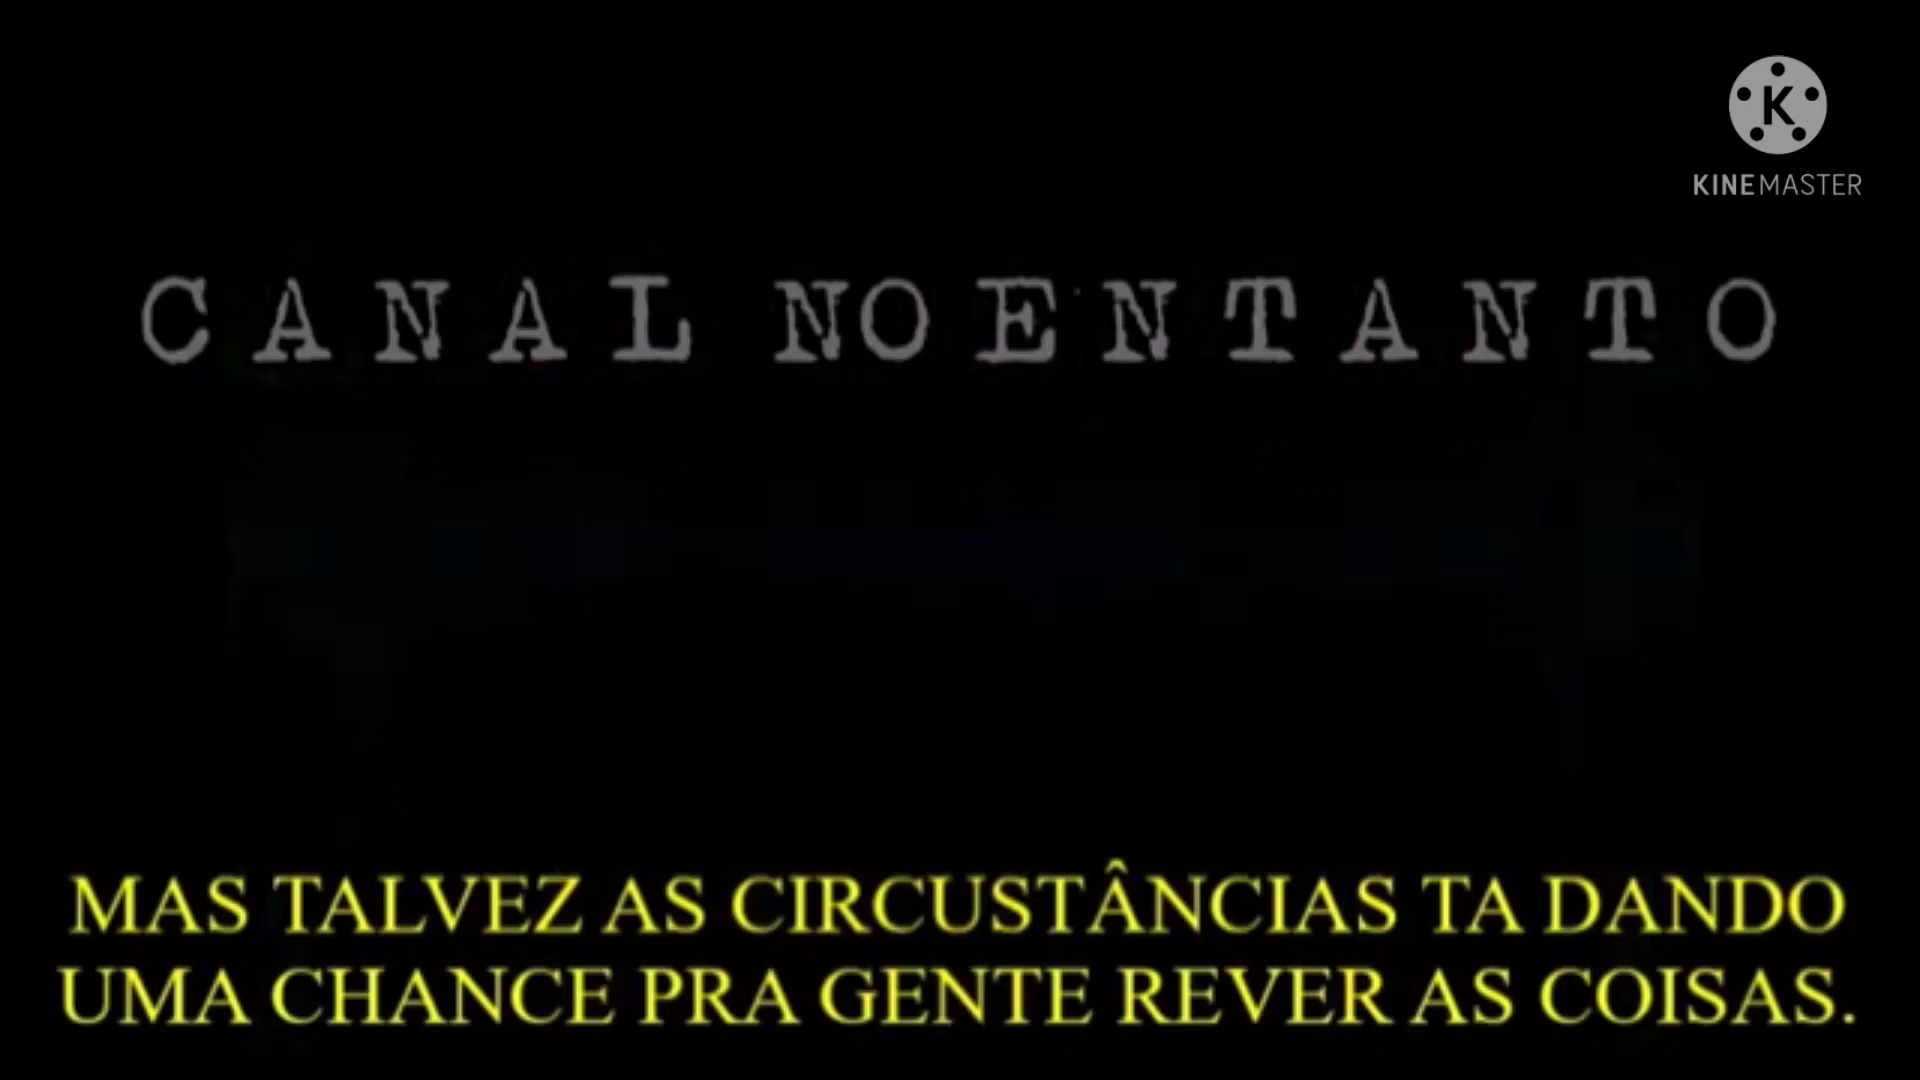 K
KINEMASTER
CANAL NOENTANTO
MAS TALVEZ AS CIRCUSTÂNCIAS TA DANDO
UMA CHANCE PRA GENTE REVER AS COISAS.